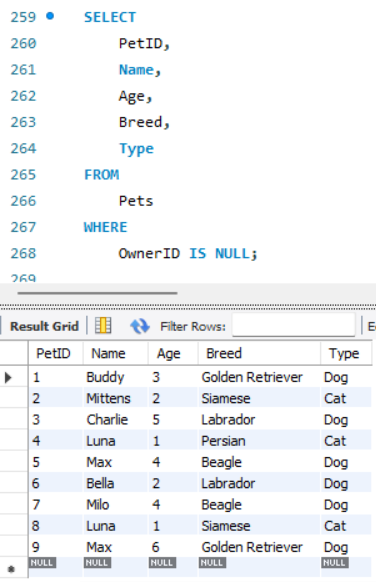 259 SELECT
260 PetID,
261 Name,
262 Age,
263 Breed,
264 Type
265 FROM
266 Pets
267 WHERE
268 OwnerID IS NULL;
269
Result Grid Filter Rows: E
PetID Name Age Breed Type
1 Buddy 3 Golden Retriever Dog
2 Mittens 2 Siamese Cat
3 Charlie 5 Labrador Dog
4 Luna 1 Persian Cat
5 Max 4 Beagle Dog
6 Bella 2 Labrador Dog
7 Milo 4 Beagle Dog
8 Luna 1 Siamese Cat
9 Max 6 Golden Retriever Dog
NULL NULL NULL NULL NULL